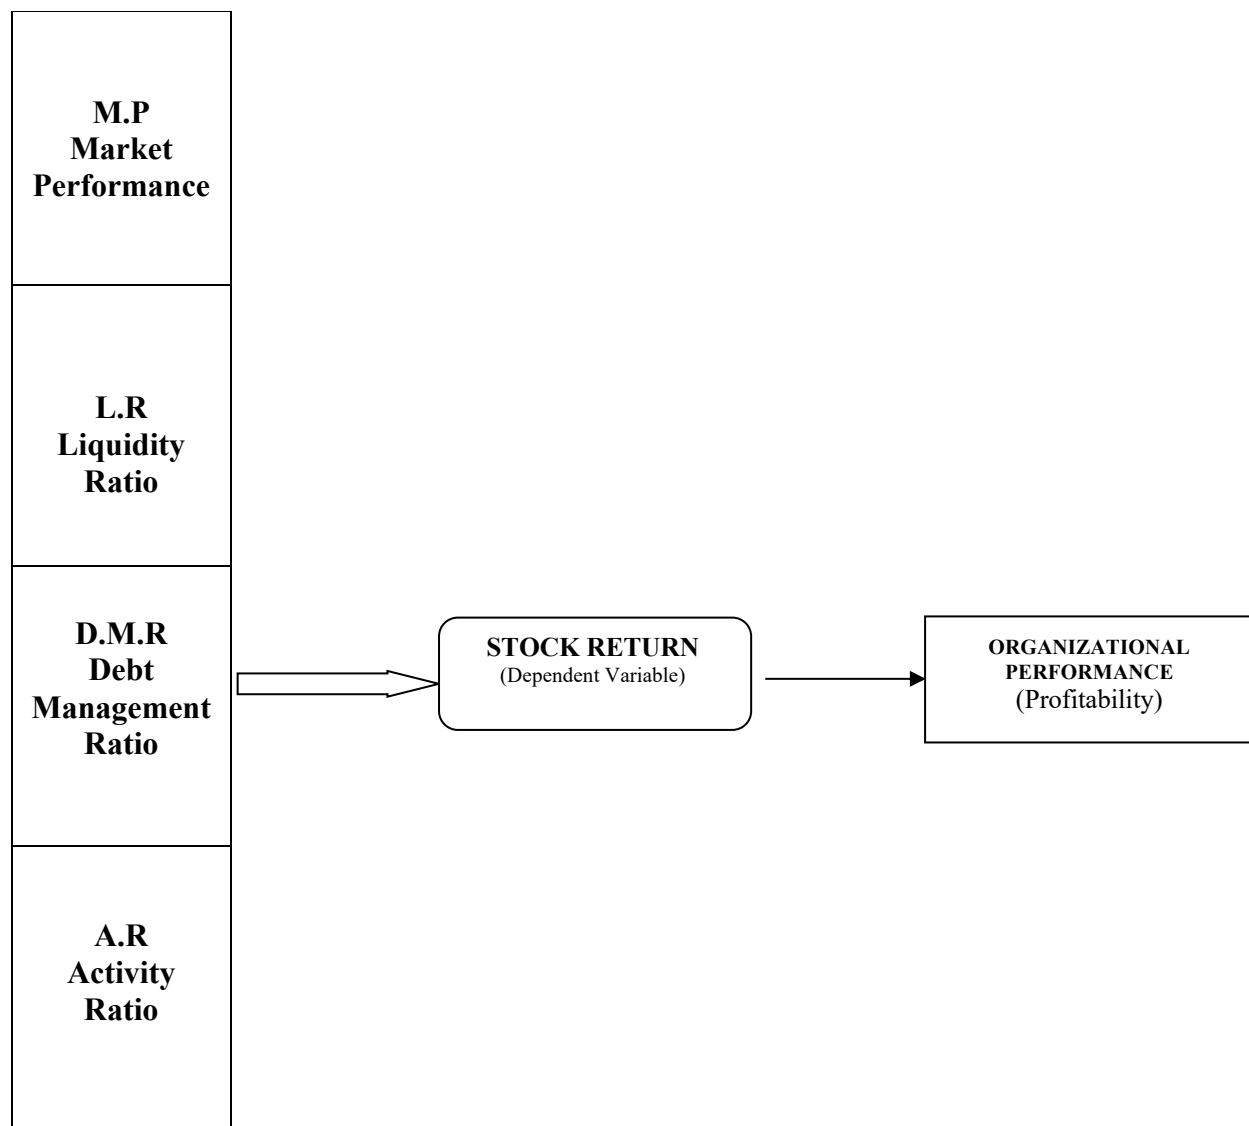 M.P
Market
Performance
L.R
Liquidity
Ratio
D.M.R
Debt
Management
Ratio
A.R
Activity
Ratio
STOCK RETURN
(Dependent Variable)
ORGANIZATIONAL
PERFORMANCE
(Profitability)